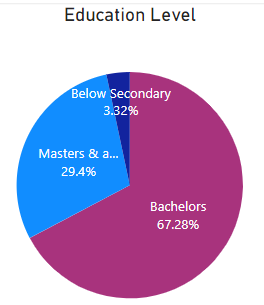 Education Level
Below Secondary
3.32%
Masters & a...
29.4%
Bachelors
67.28%